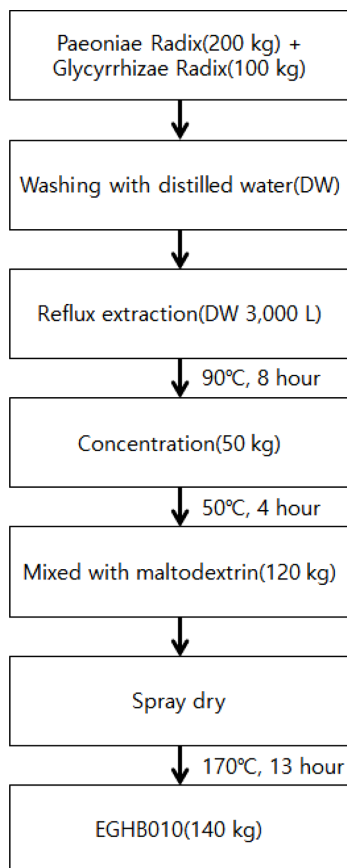 Paeoniae Radix(200 kg) +
Glycyrrhizae Radix(100 kg)
Washing with distilled water(DW)
Reflux extraction(DW 3,000 L)
90℃, 8 hour
Concentration(50 kg)
50℃, 4 hour
Mixed with maltodextrin(120 kg)
Spray dry
170℃, 13 hour
EGHB010(140 kg)